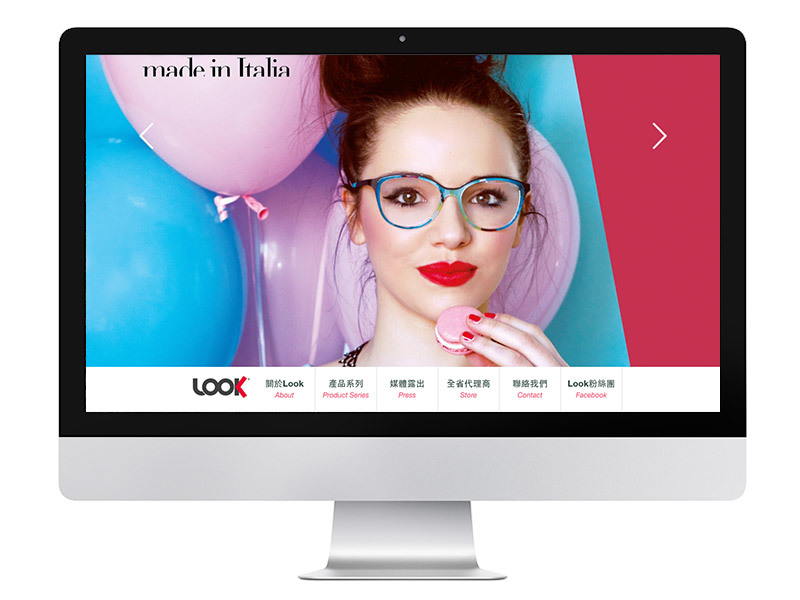 made in Italia
LOOK
關於Look
About
產品系列
Product Series
媒體露出
Press
全省代理商
Store
聯絡我們
Contact
Look粉絲團
Facebook